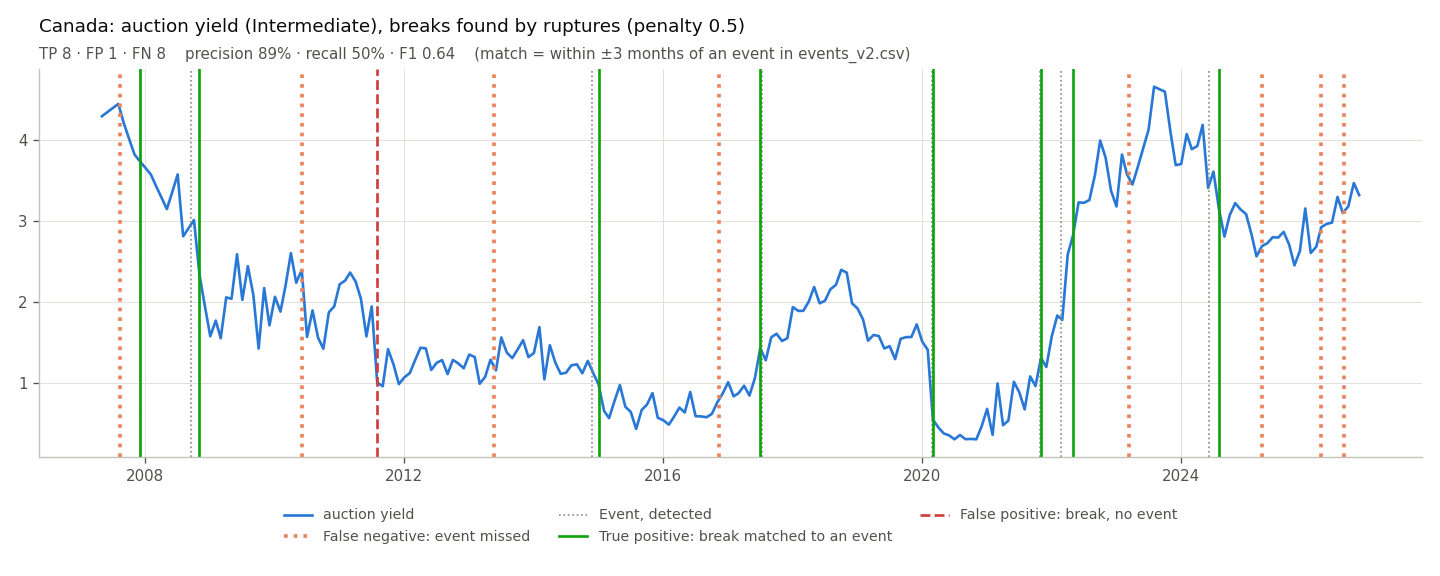 Canada: auction yield (Intermediate), breaks found by ruptures (penalty 0.5)
TP 8 · FP 1 · FN 8    precision 89% · recall 50% · F1 0.64    (match = within ±3 months of an event in events_v2.csv)
4
3
2
1
2008 2012 2016 2020 2024
auction yield
False negative: event missed
Event, detected
True positive: break matched to an event
False positive: break, no event